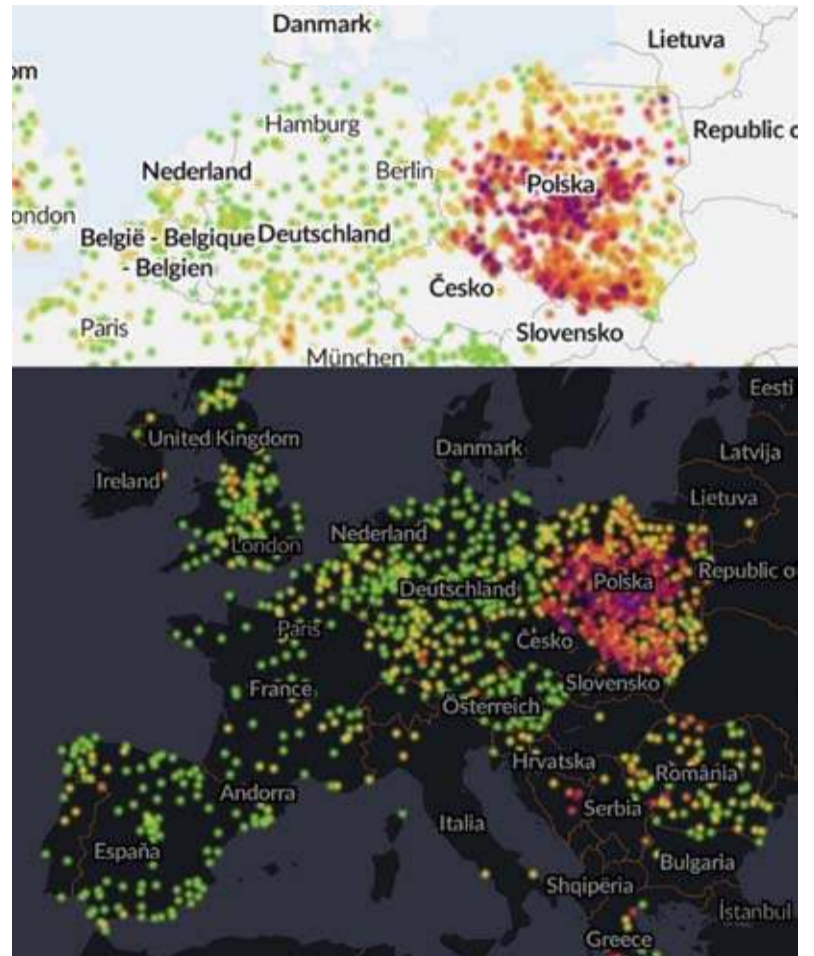 Danmark
Lietuva
om
Hamburg
Republic o
Nederland
Berlin
Polska
ondon
België - Belgique
- Belgien
Deutschland
Česko
Paris
Slovensko
München
Eesti
United Kingdom
Danmark
Latvija
Ireland
Lietuva
Nederland
London
Deutschland
Polska
Republic o
Paris
Česko
France
Slovensko
Österreich
Hrvatska
România
Andorra
Serbia
Italia
España
Bulgaria
Shqipëria
İstanbul
Greece